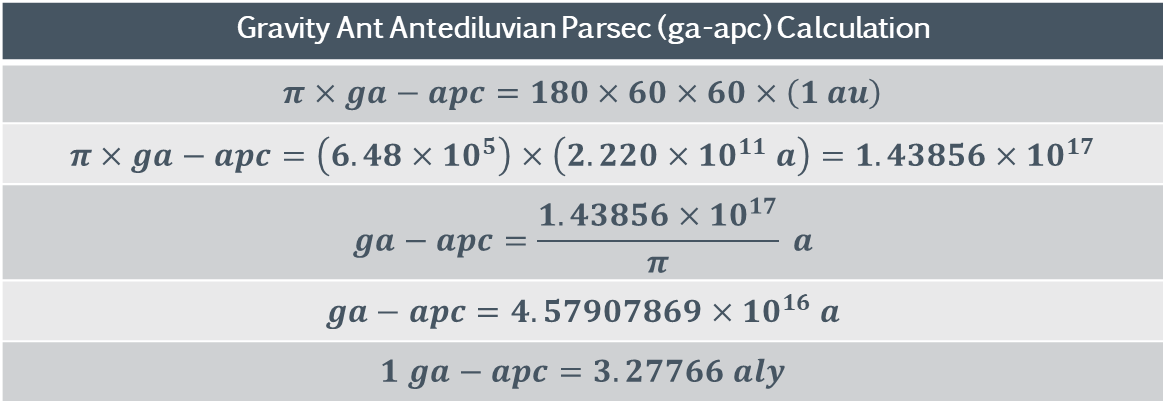 Gravity Ant Antediluvian Parsec (ga-apc) Calculation
π × ga − apc = 180 × 60 × 60 × (1 au)
π × ga − apc = (6.48 × 10⁵) × (2.220 × 10¹¹ a) = 1.43856 × 10¹⁷
ga − apc = 1.43856 × 10¹⁷ / π a
ga − apc = 4.57907869 × 10¹⁶ a
1 ga − apc = 3.27766 aly